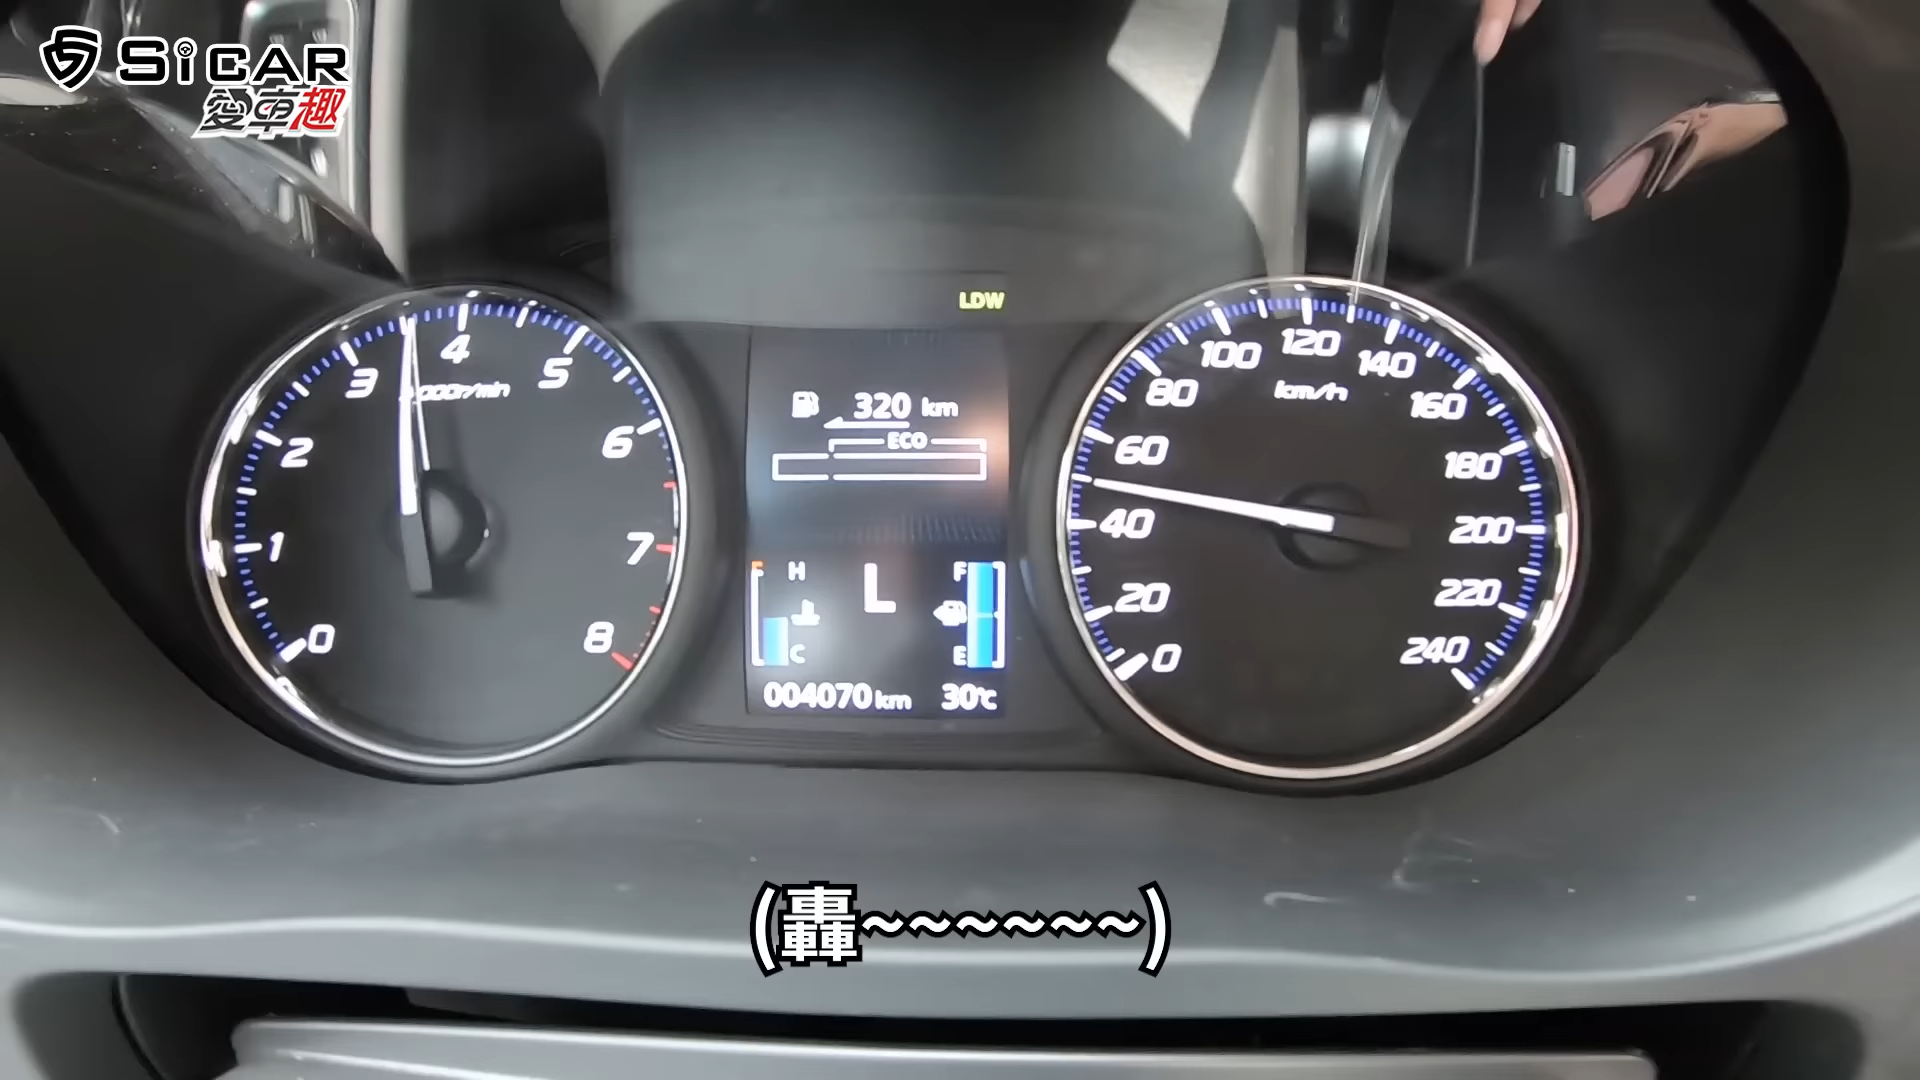 SiCAR
愛車趣
LDW
0 1 2 3 4 5 6 7 8
320 km
ECO
H
C
L
F
E
004070 km 30℃
0 20 40 60 80 100 120 140 160 180 200 220 240
km/h
(轟~~~~~~)